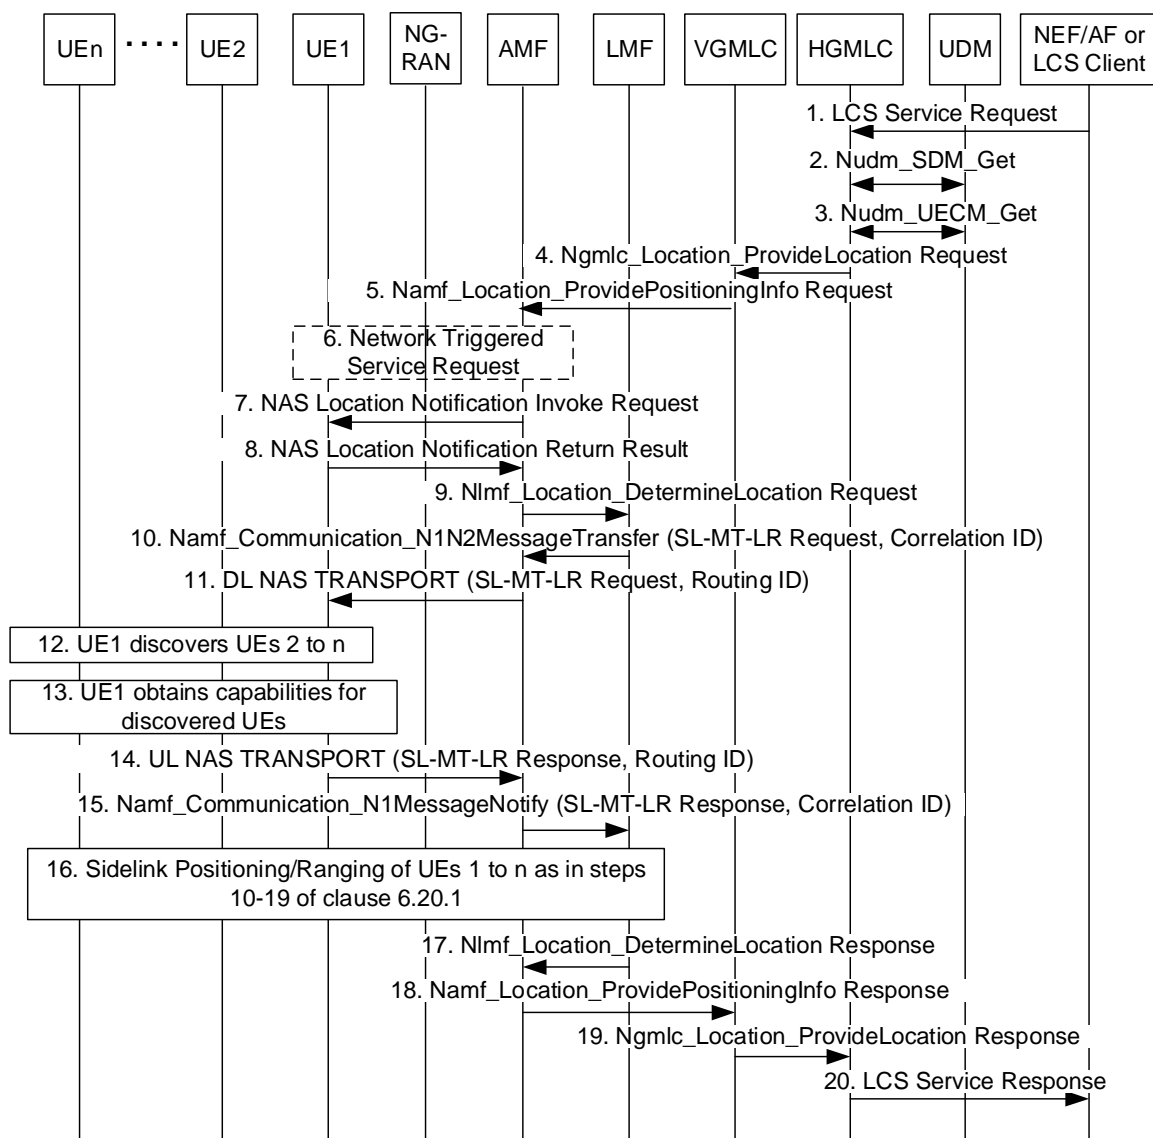 UEn
UE2
UE1
NG-
RAN
AMF
LMF
VGMLC
HGMLC
UDM
NEF/AF or
LCS Client
1. LCS Service Request
2. Nudm_SDM_Get
3. Nudm_UECM_Get
4. Ngmlc_Location_ProvideLocation Request
5. Namf_Location_ProvidePositioningInfo Request
6. Network Triggered
Service Request
7. NAS Location Notification Invoke Request
8. NAS Location Notification Return Result
9. Nlmf_Location_DetermineLocation Request
10. Namf_Communication_N1N2MessageTransfer (SL-MT-LR Request, Correlation ID)
11. DL NAS TRANSPORT (SL-MT-LR Request, Routing ID)
12. UE1 discovers UEs 2 to n
13. UE1 obtains capabilities for
discovered UEs
14. UL NAS TRANSPORT (SL-MT-LR Response, Routing ID)
15. Namf_Communication_N1MessageNotify (SL-MT-LR Response, Correlation ID)
16. Sidelink Positioning/Ranging of UEs 1 to n as in steps
10-19 of clause 6.20.1
17. Nlmf_Location_DetermineLocation Response
18. Namf_Location_ProvidePositioningInfo Response
19. Ngmlc_Location_ProvideLocation Response
20. LCS Service Response